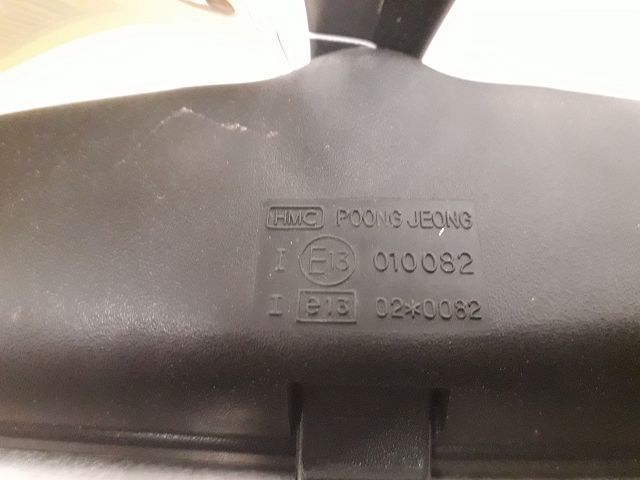 HMC POONG JEONG
I E13 010082
I e13 02*0082